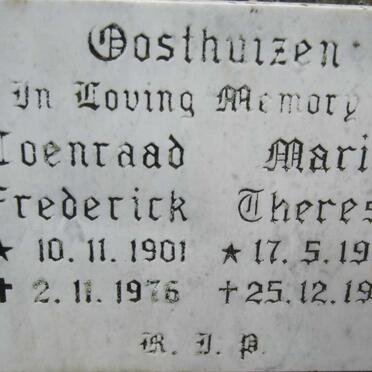 Oosthuizen
In Loving Memory
Coenraad Mari
Frederick Theres
★ 10.11.1901 ★ 17.5.19
✝ 2.11.1976 ✝ 25.12.19
R.I.P.